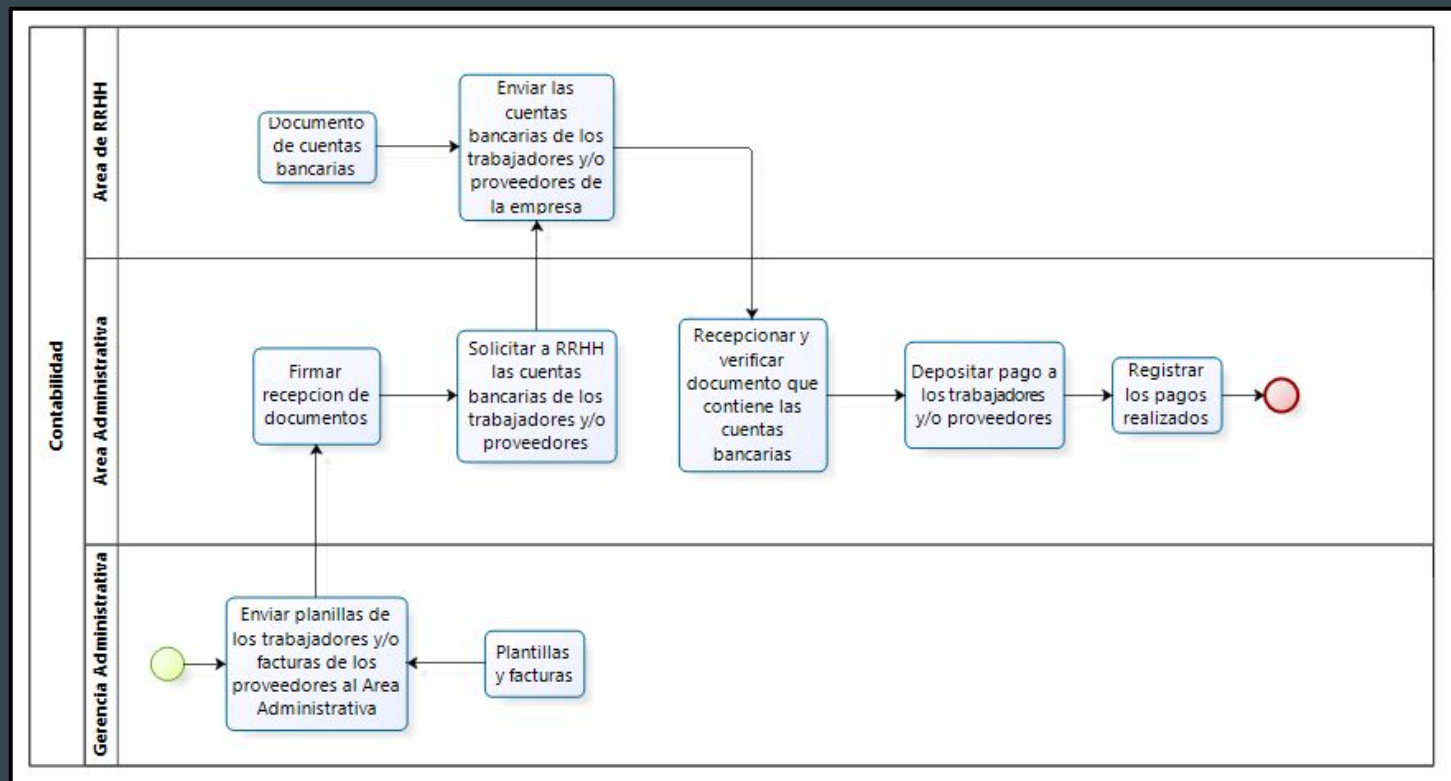 Contabilidad
Area de RRHH
Documento
de cuentas
bancarias
Enviar las
cuentas
bancarias de los
trabajadores y/o
proveedores de
la empresa
Area Administrativa
Firmar
recepcion de
documentos
Solicitar a RRHH
las cuentas
bancarias de los
trabajadores y/o
proveedores
Recepcionar y
verificar
documento que
contiene las
cuentas
bancarias
Depositar pago a
los trabajadores
y/o proveedores
Registrar
los pagos
realizados
Gerencia Administrativa
Enviar planillas de
los trabajadores y/o
facturas de los
proveedores al Area
Administrativa
Plantillas
y facturas